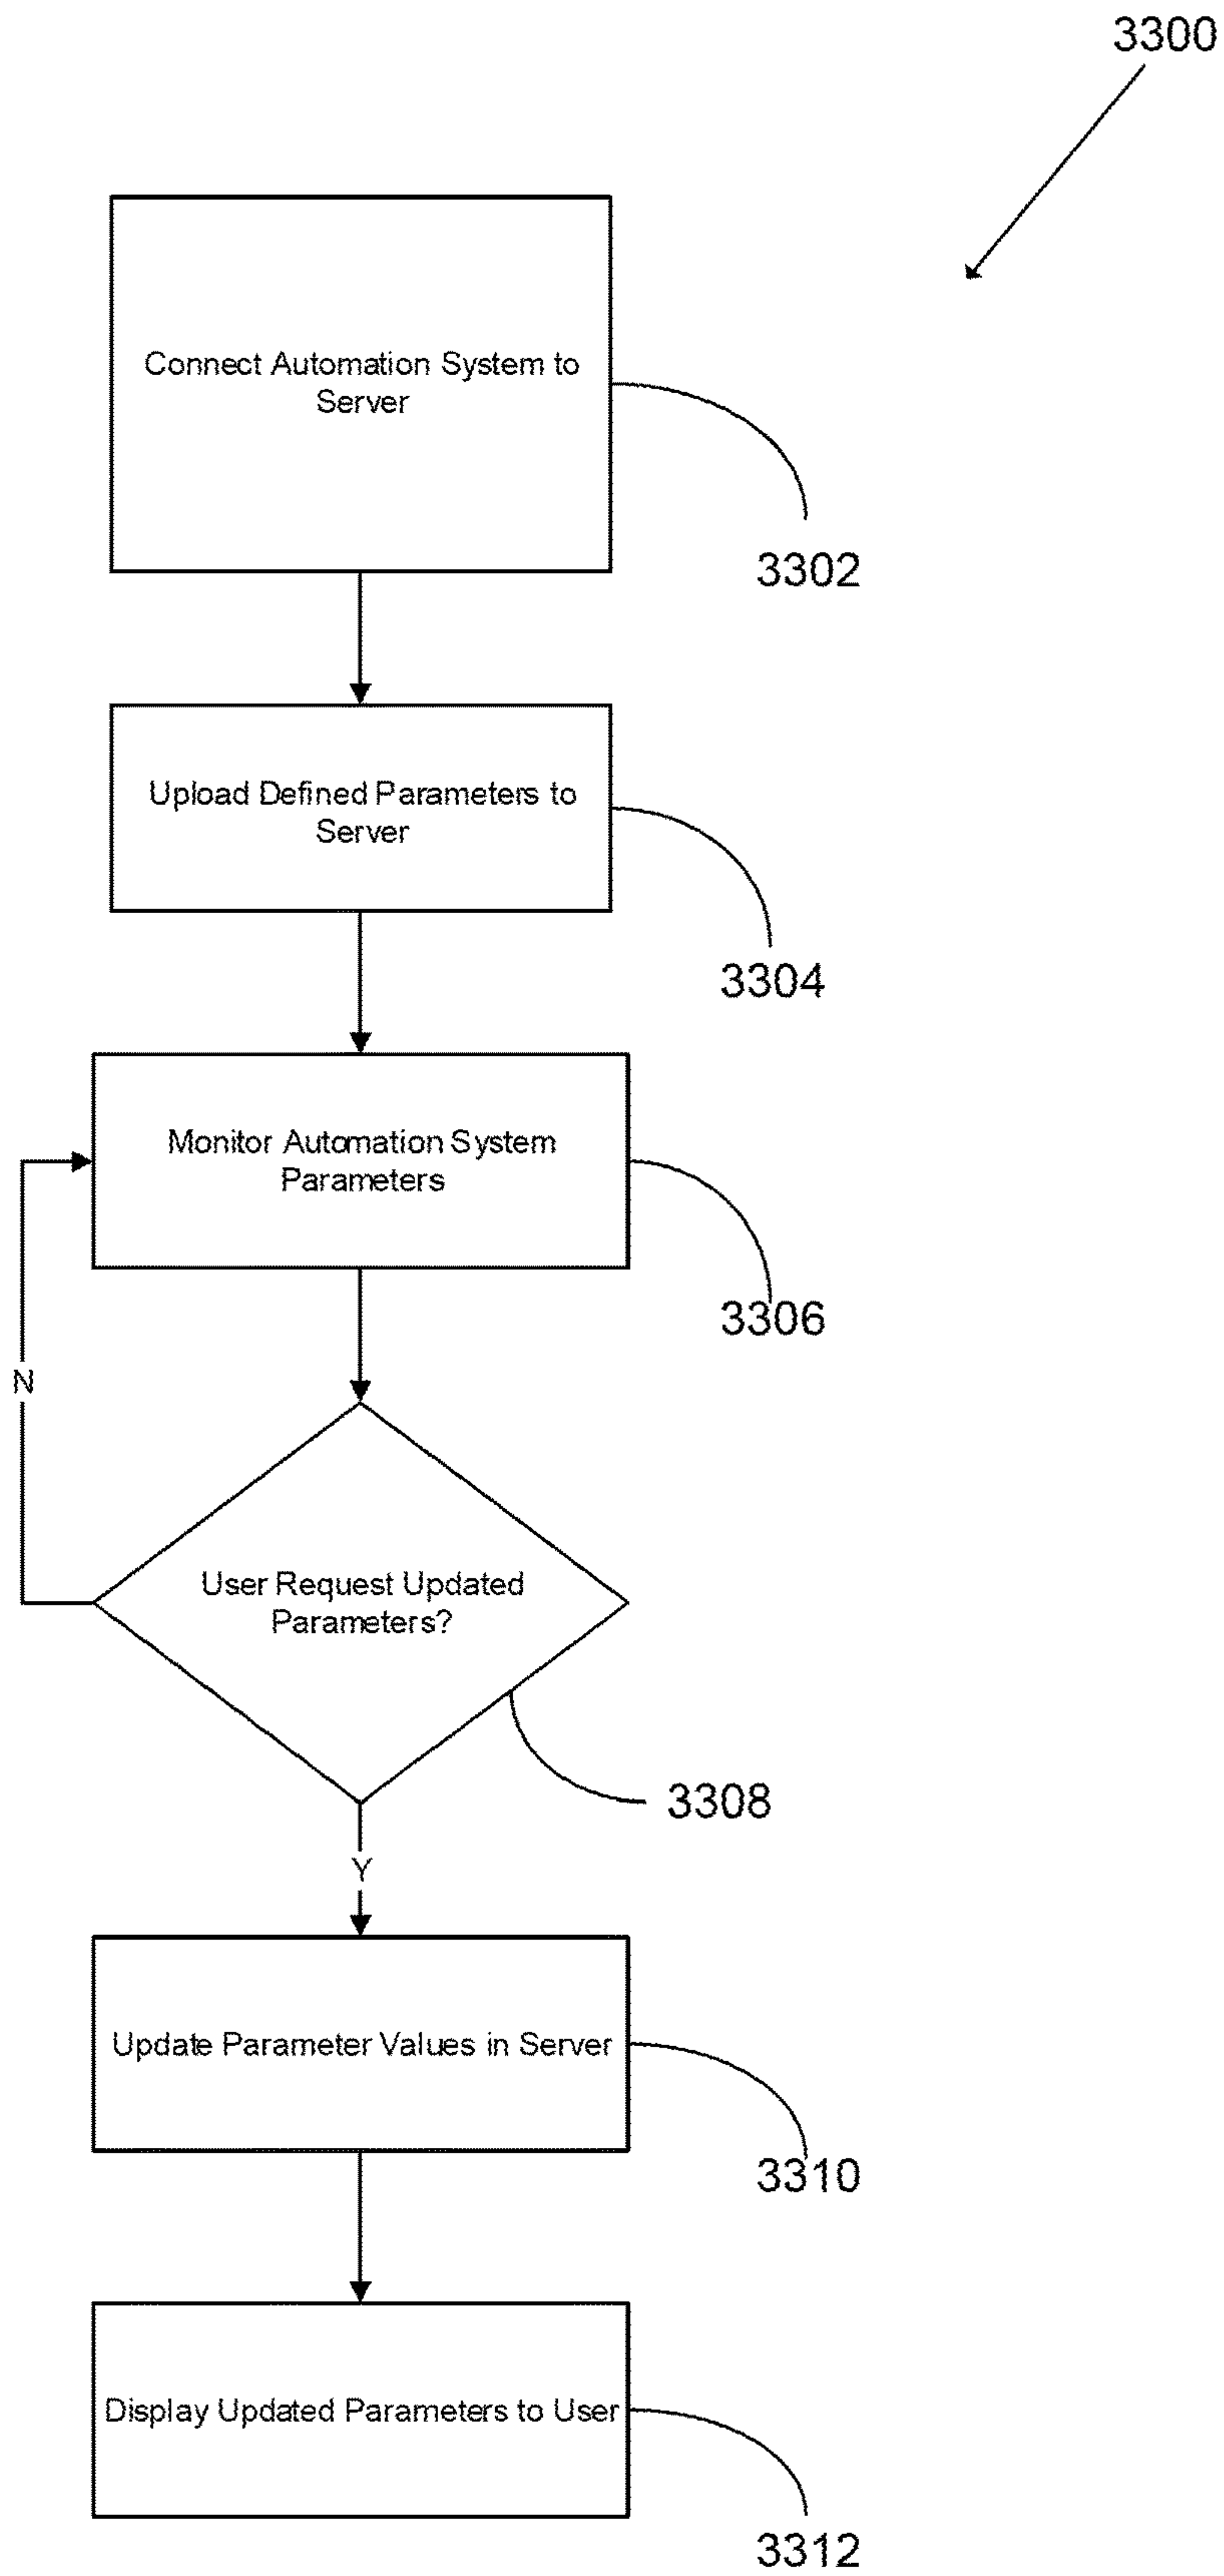 3300
Connect Automation System to
Server
3302
Upload Defined Parameters to
Server
3304
Monitor Automation System
Parameters
3306
N
User Request Updated
Parameters?
3308
Y
Update Parameter Values in Server
3310
Display Updated Parameters to User
3312